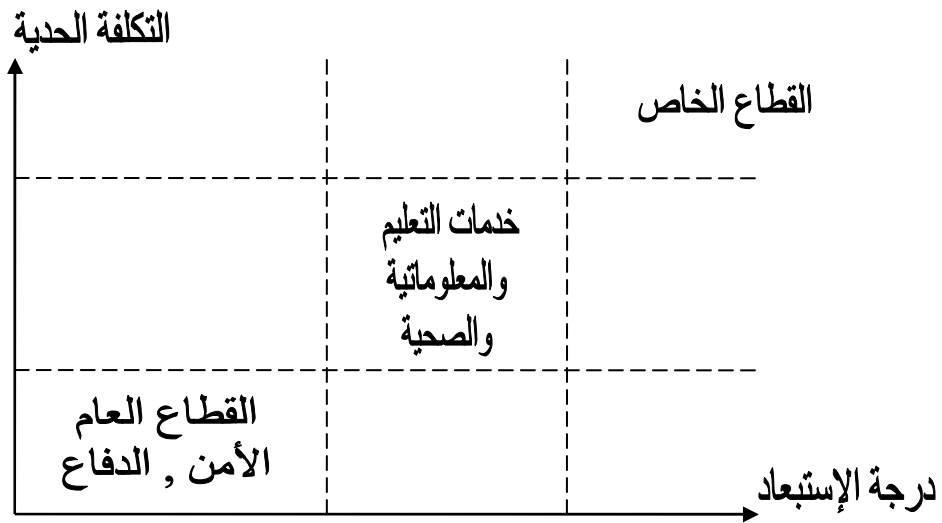 التكلفة الحدية
القطاع الخاص
خدمات التعليم
والمعلوماتية
والصحية
القطاع العام
الأمن , الدفاع
درجة الإستبعاد